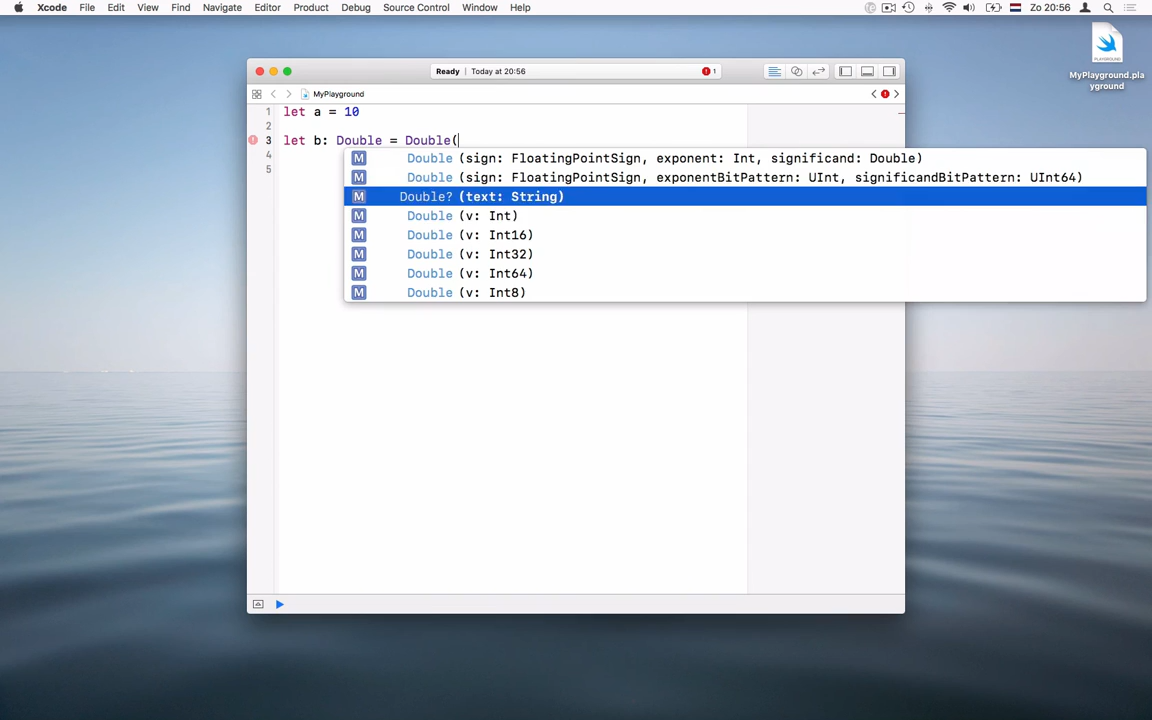 Xcode File Edit View Find Navigate Editor Product Debug Source Control Window Help Zo 20:56
MyPlayground.pla
yground
PLAYGROUND
Ready | Today at 20:56 1
MyPlayground
1 let a = 10
2
3 let b: Double = Double(
4
5
M Double (sign: FloatingPointSign, exponent: Int, significand: Double)
M Double (sign: FloatingPointSign, exponentBitPattern: UInt, significandBitPattern: UInt64)
M Double? (text: String)
M Double (v: Int)
M Double (v: Int16)
M Double (v: Int32)
M Double (v: Int64)
M Double (v: Int8)